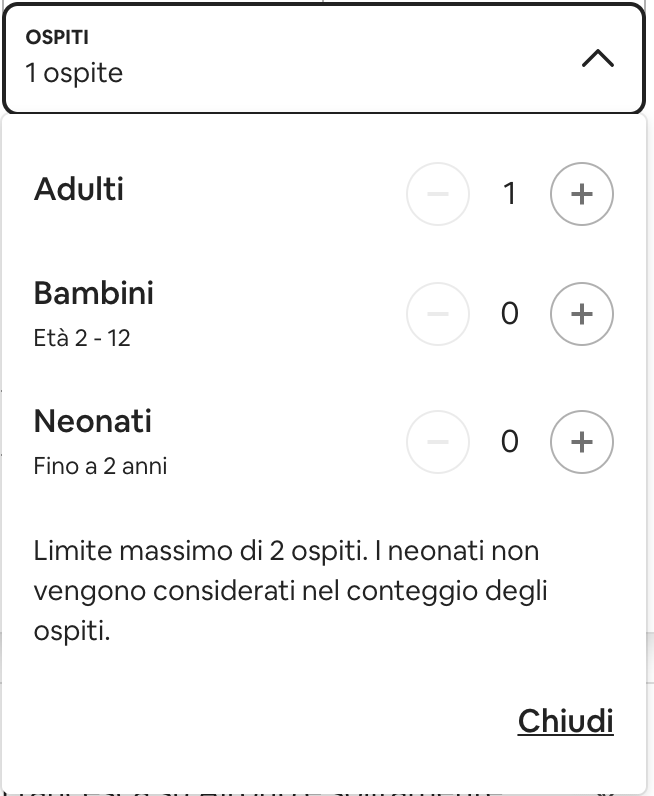 OSPITI
1 ospite
Adulti
1
Bambini
0
Età 2 - 12
Neonati
0
Fino a 2 anni
Limite massimo di 2 ospiti. I neonati non
vengono considerati nel conteggio degli
ospiti.
Chiudi